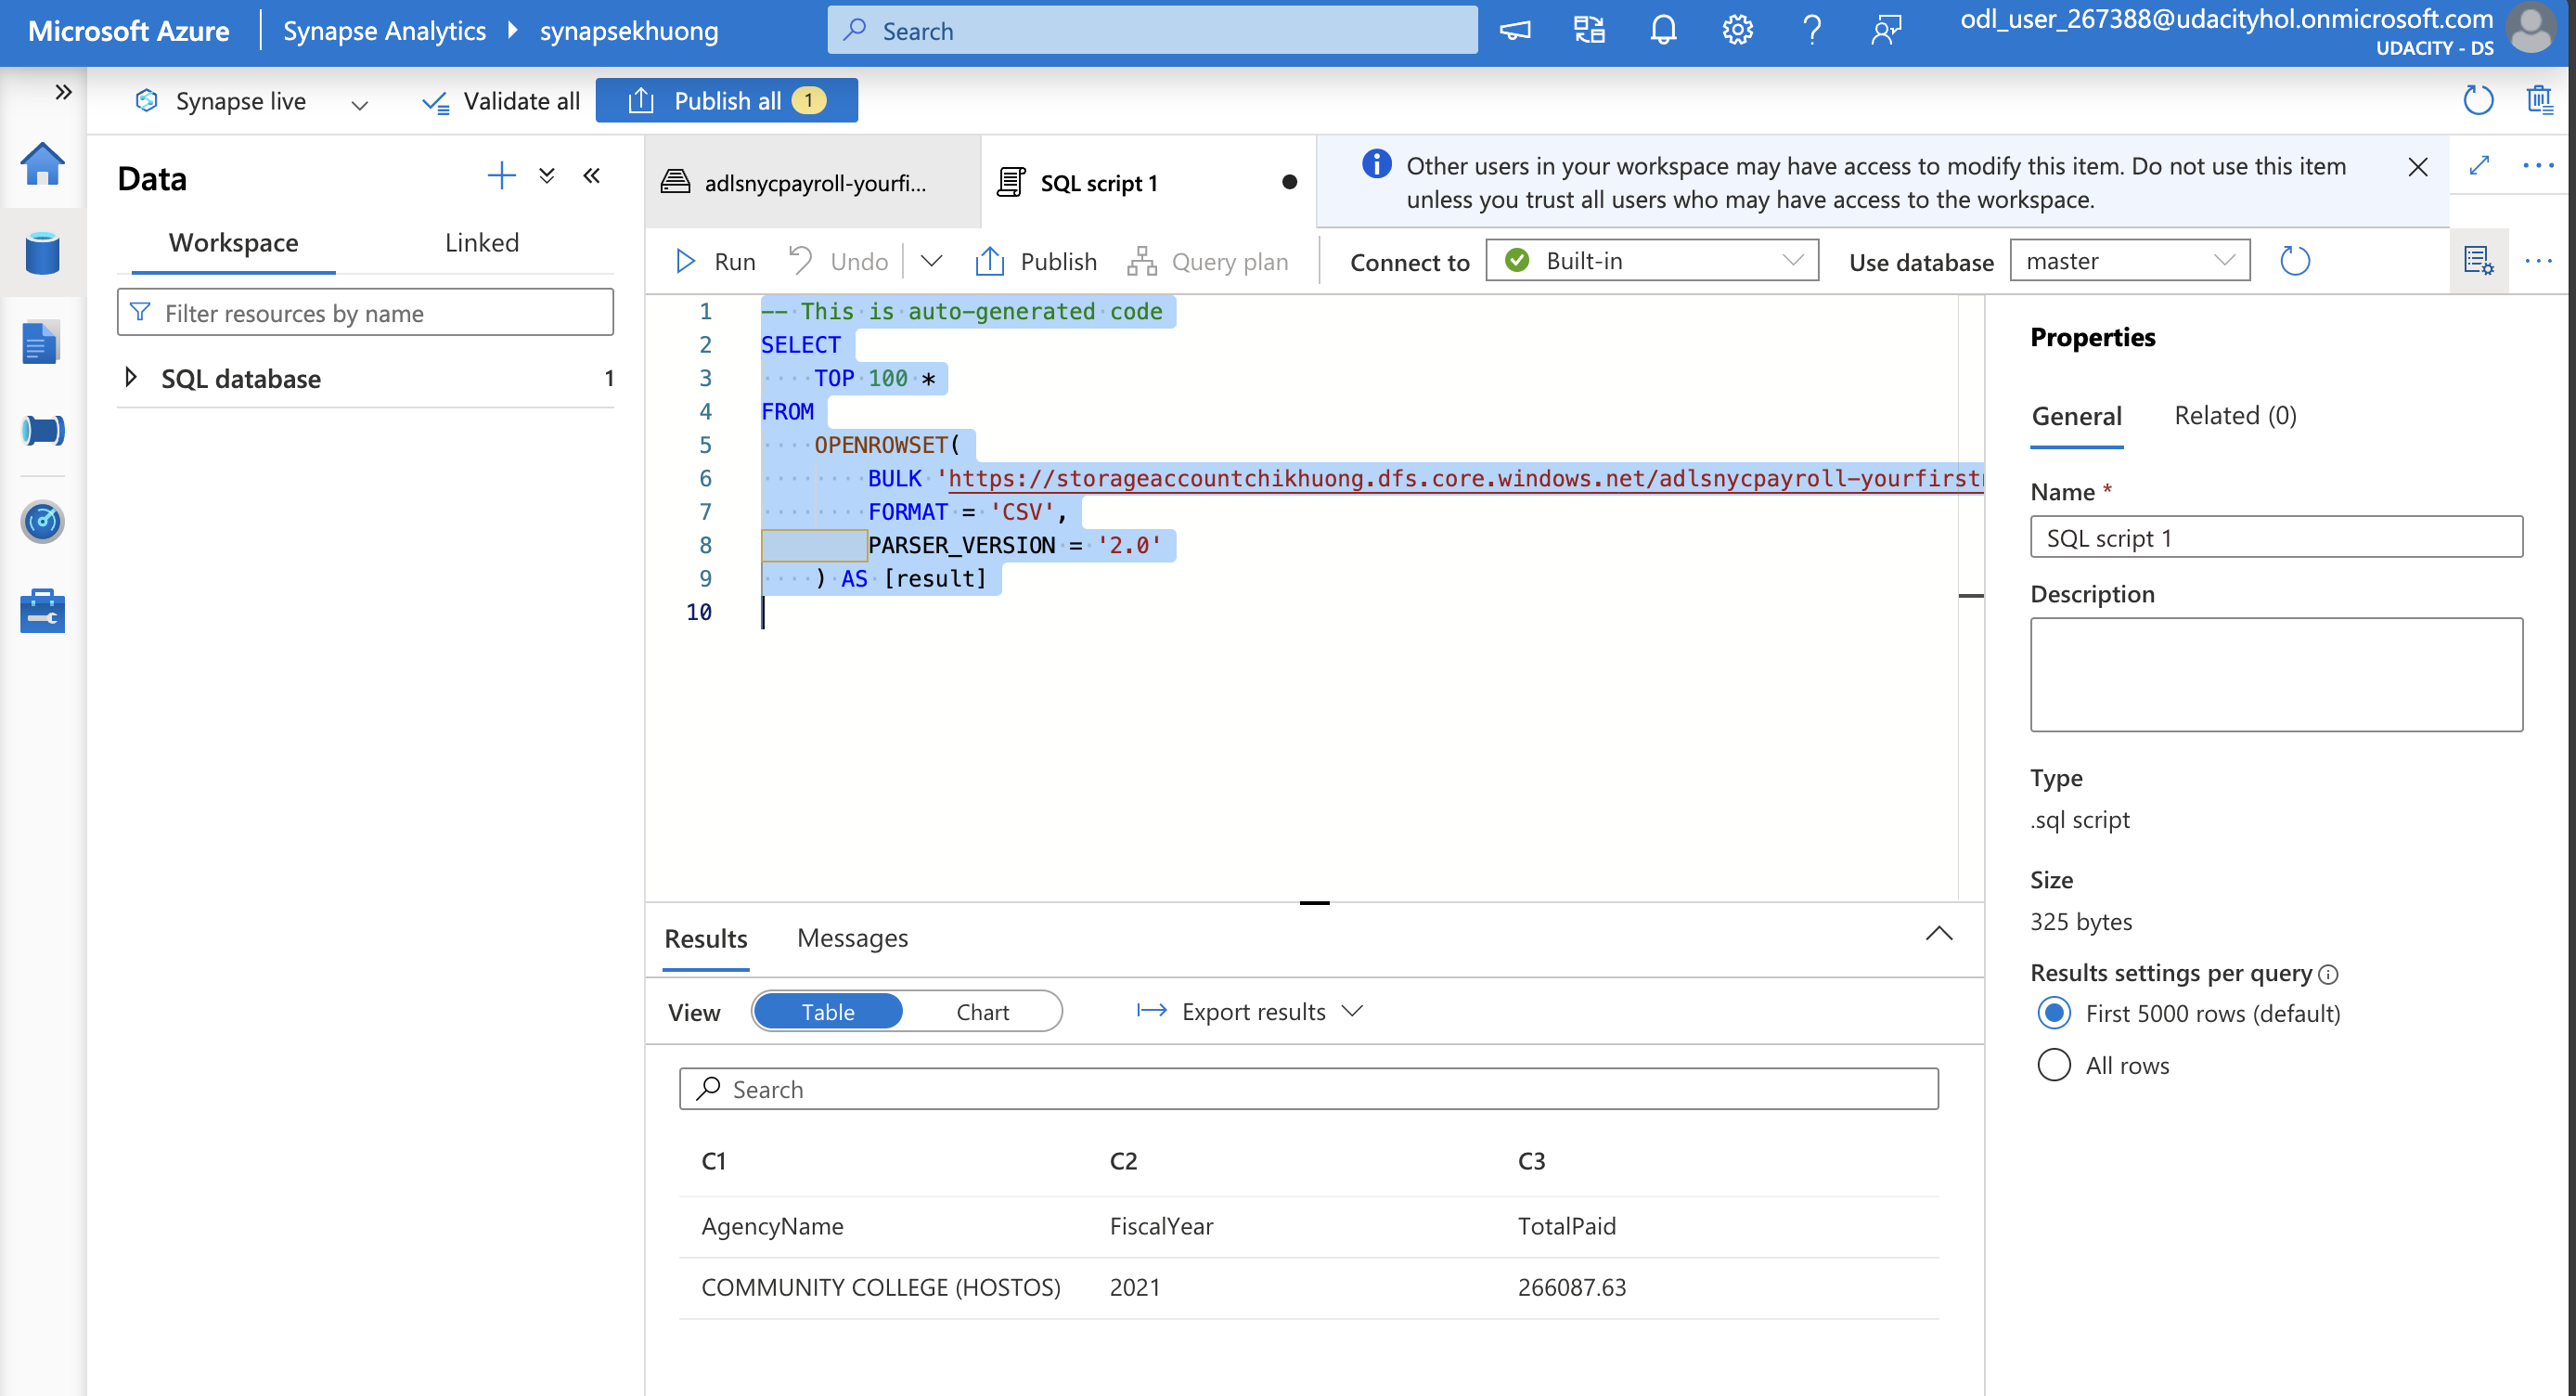 Microsoft Azure
Synapse Analytics
synapsekhuong
Search
odl_user_267388@udacityhol.onmicrosoft.com
UDACITY - DS
Synapse live
Validate all
Publish all
1
Data
Workspace
Linked
Filter resources by name
SQL database
1
adlsnycpayroll-yourfi...
SQL script 1
Other users in your workspace may have access to modify this item. Do not use this item
unless you trust all users who may have access to the workspace.
Run
Undo
Publish
Query plan
Connect to
Built-in
Use database
master
1 -- This is auto-generated code
2 SELECT
3 TOP 100 *
4 FROM
5 OPENROWSET(
6 BULK 'https://storageaccountchikhuong.dfs.core.windows.net/adlsnycpayroll-yourfirst
7 FORMAT = 'CSV',
8 PARSER_VERSION = '2.0'
9 ) AS [result]
10
Properties
General
Related (0)
Name *
SQL script 1
Description
Type
.sql script
Size
325 bytes
Results settings per query
First 5000 rows (default)
All rows
Results
Messages
View
Table
Chart
Export results
Search
C1 C2 C3
AgencyName FiscalYear TotalPaid
COMMUNITY COLLEGE (HOSTOS) 2021 266087.63